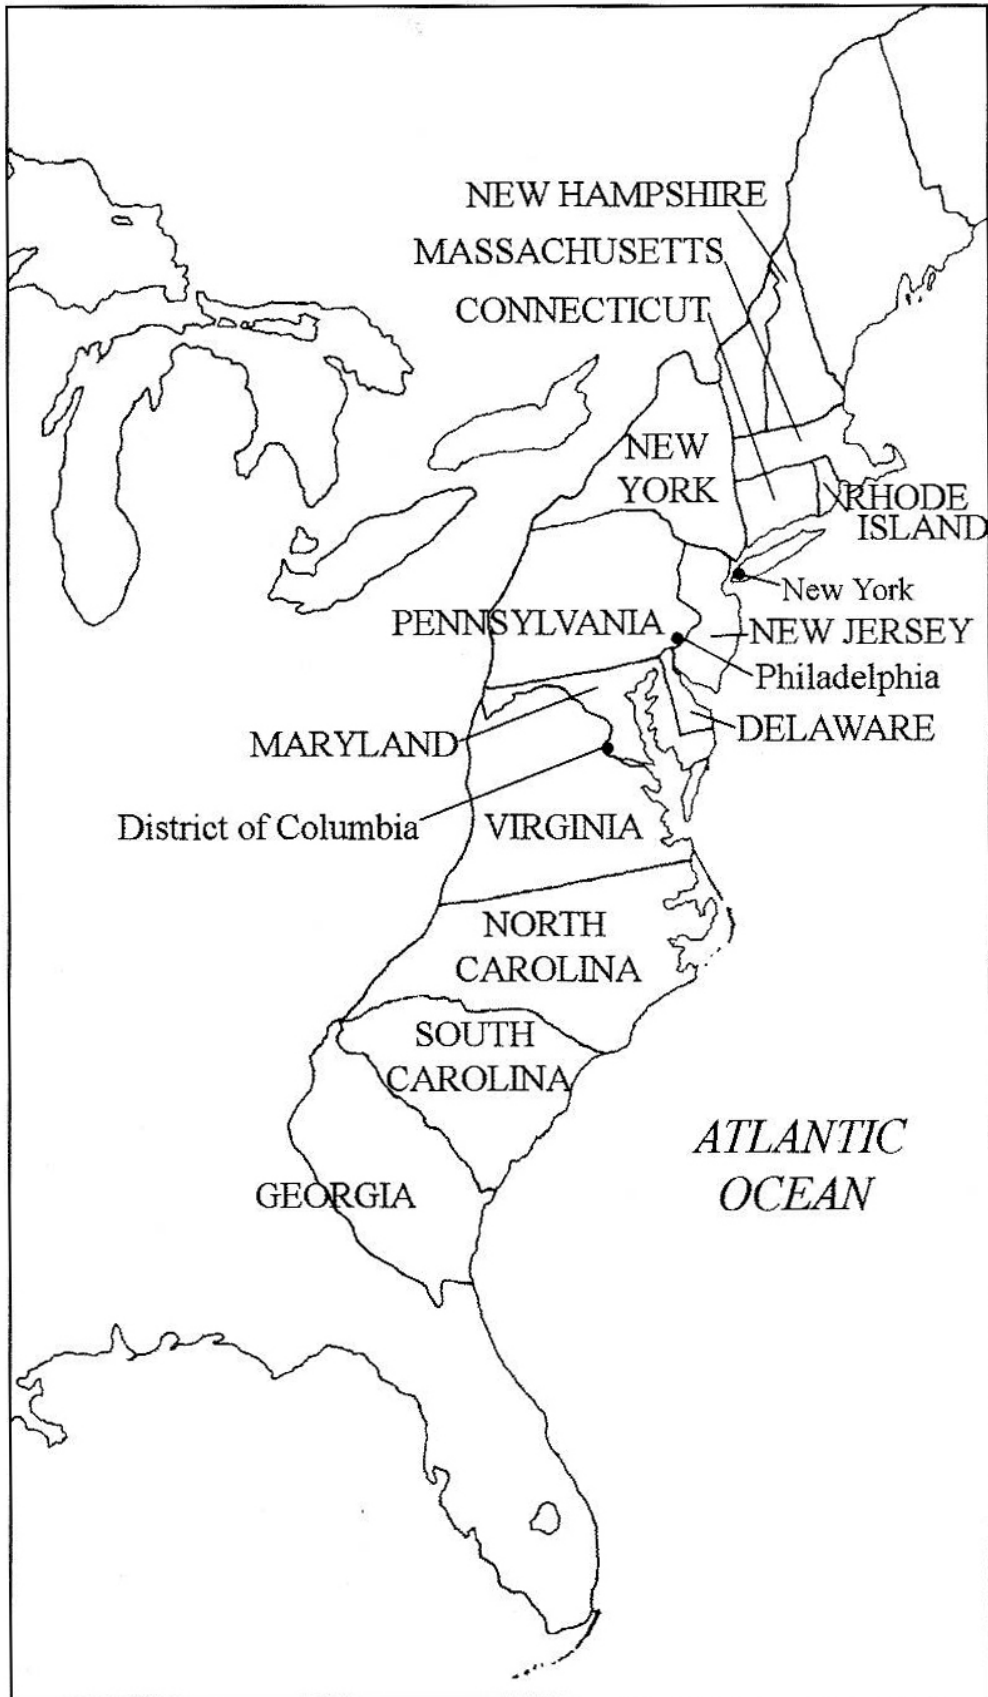 NEW HAMPSHIRE
MASSACHUSETTS
CONNECTICUT
NEW
YORK
RHODE
ISLAND
New York
PENNSYLVANIA
NEW JERSEY
Philadelphia
DELAWARE
MARYLAND
District of Columbia
VIRGINIA
NORTH
CAROLINA
SOUTH
CAROLINA
ATLANTIC
OCEAN
GEORGIA